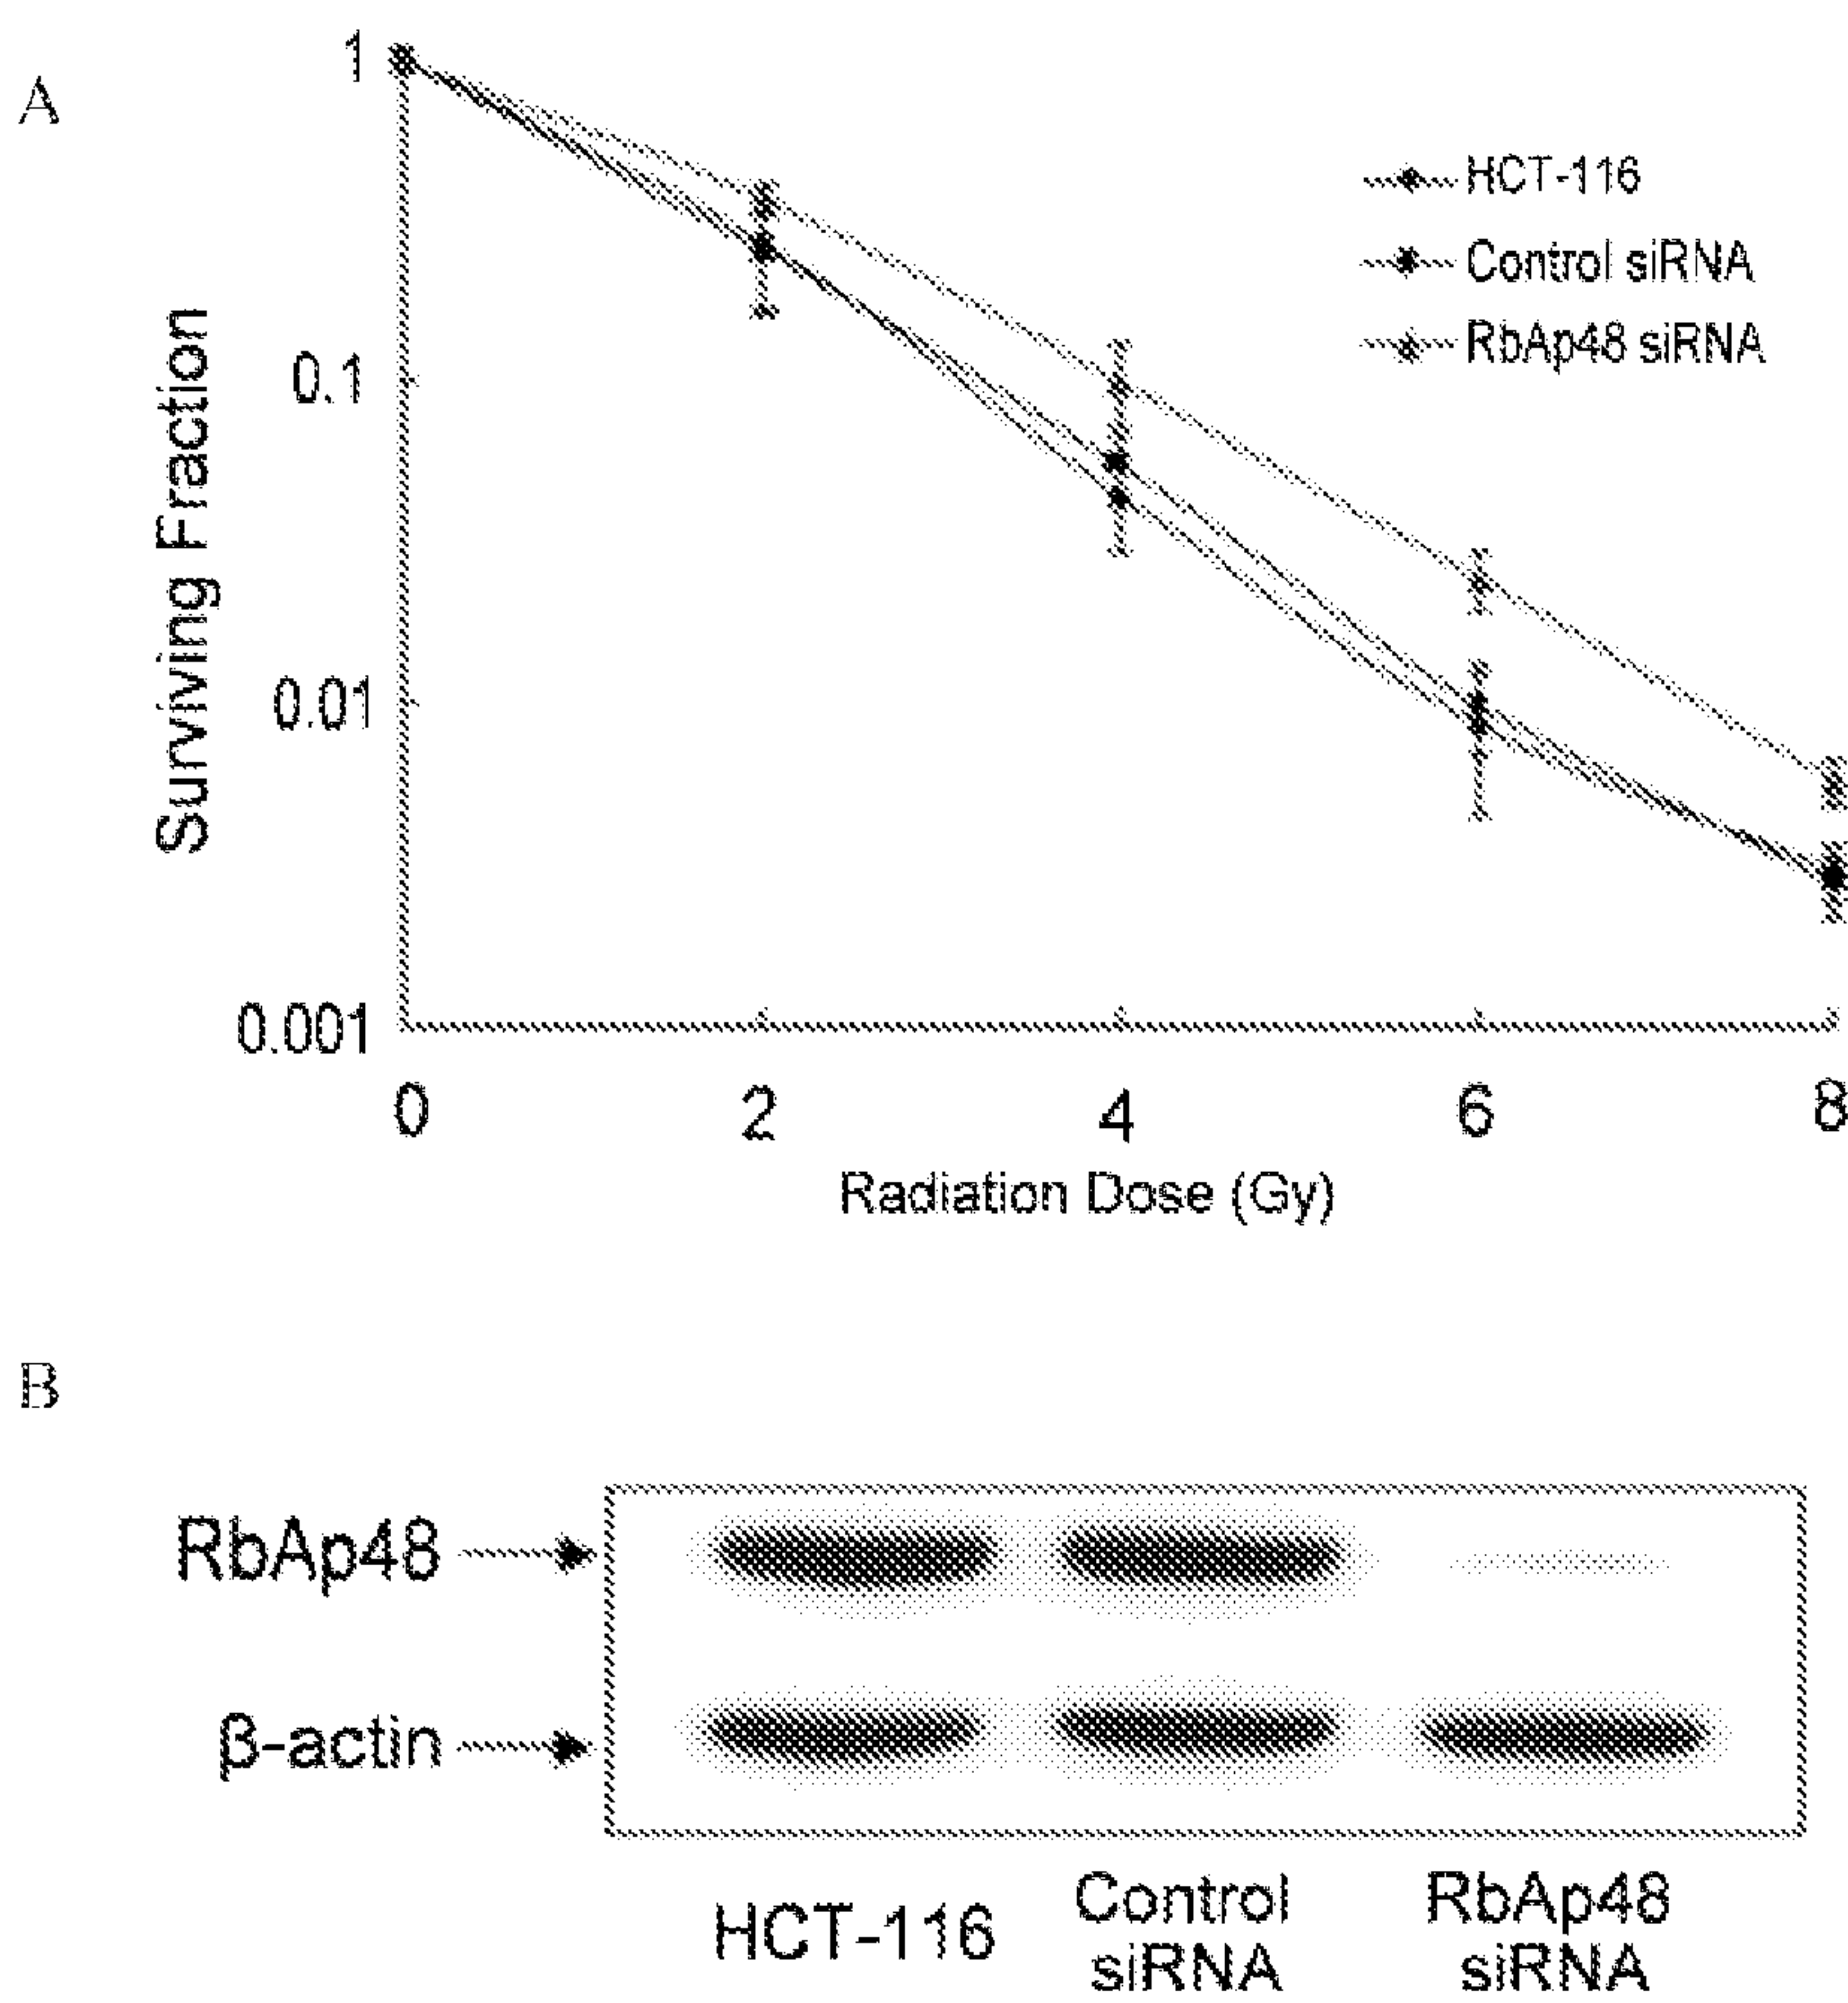 A
1
0.1
0.01
0.001
Surviving Fraction
HCT-116
Control siRNA
RbAp48 siRNA
0 2 4 6 8
Radiation Dose (Gy)
B
RbAp48
β-actin
HCT-116
Control
siRNA
RbAp48
siRNA